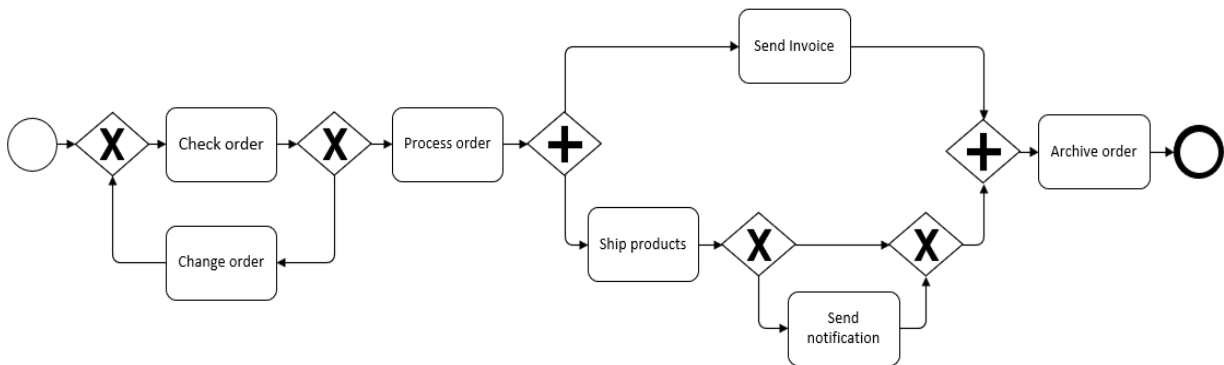 Send Invoice
Check order
Process order
Archive order
Change order
Ship products
Send
notification